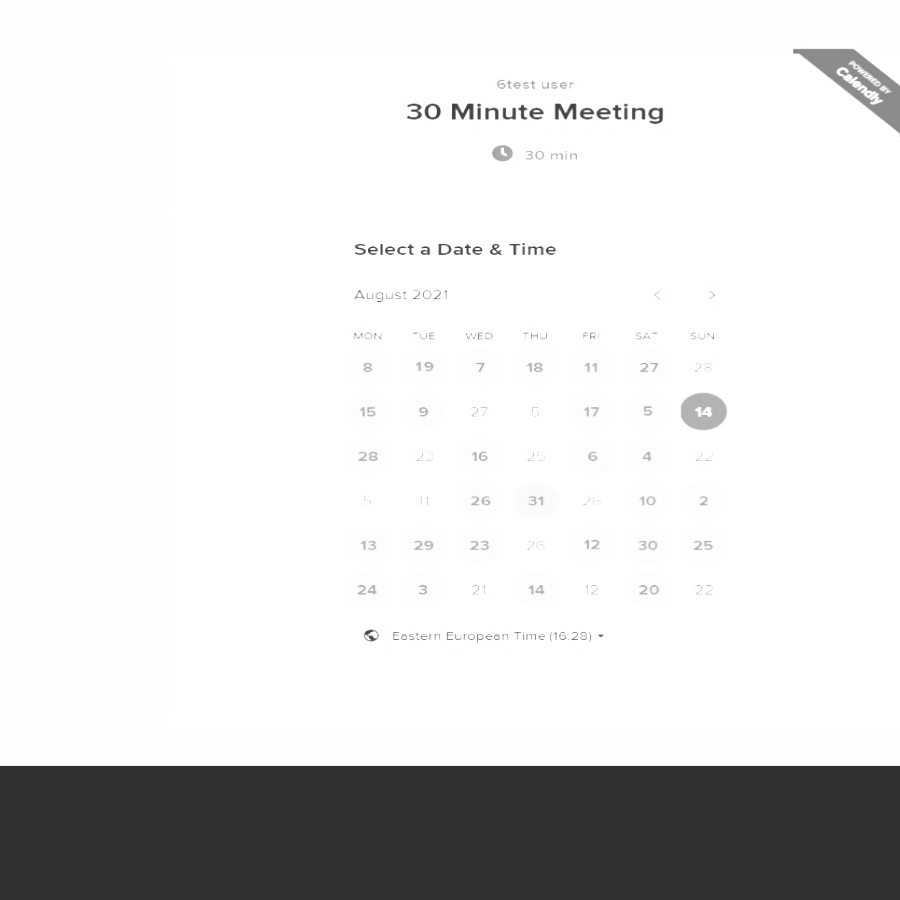 POWERED BY
Calendly
6test user
30 Minute Meeting
30 min
Select a Date & Time
August 2021 < >
MON TUE WED THU FRI SAT SUN
8 19 7 18 11 27 28
15 9 27 5 17 5 14
28 23 16 25 6 4 22
5 11 26 31 26 10 2
13 29 23 26 12 30 25
24 3 21 14 12 20 22
Eastern European Time (16:28)